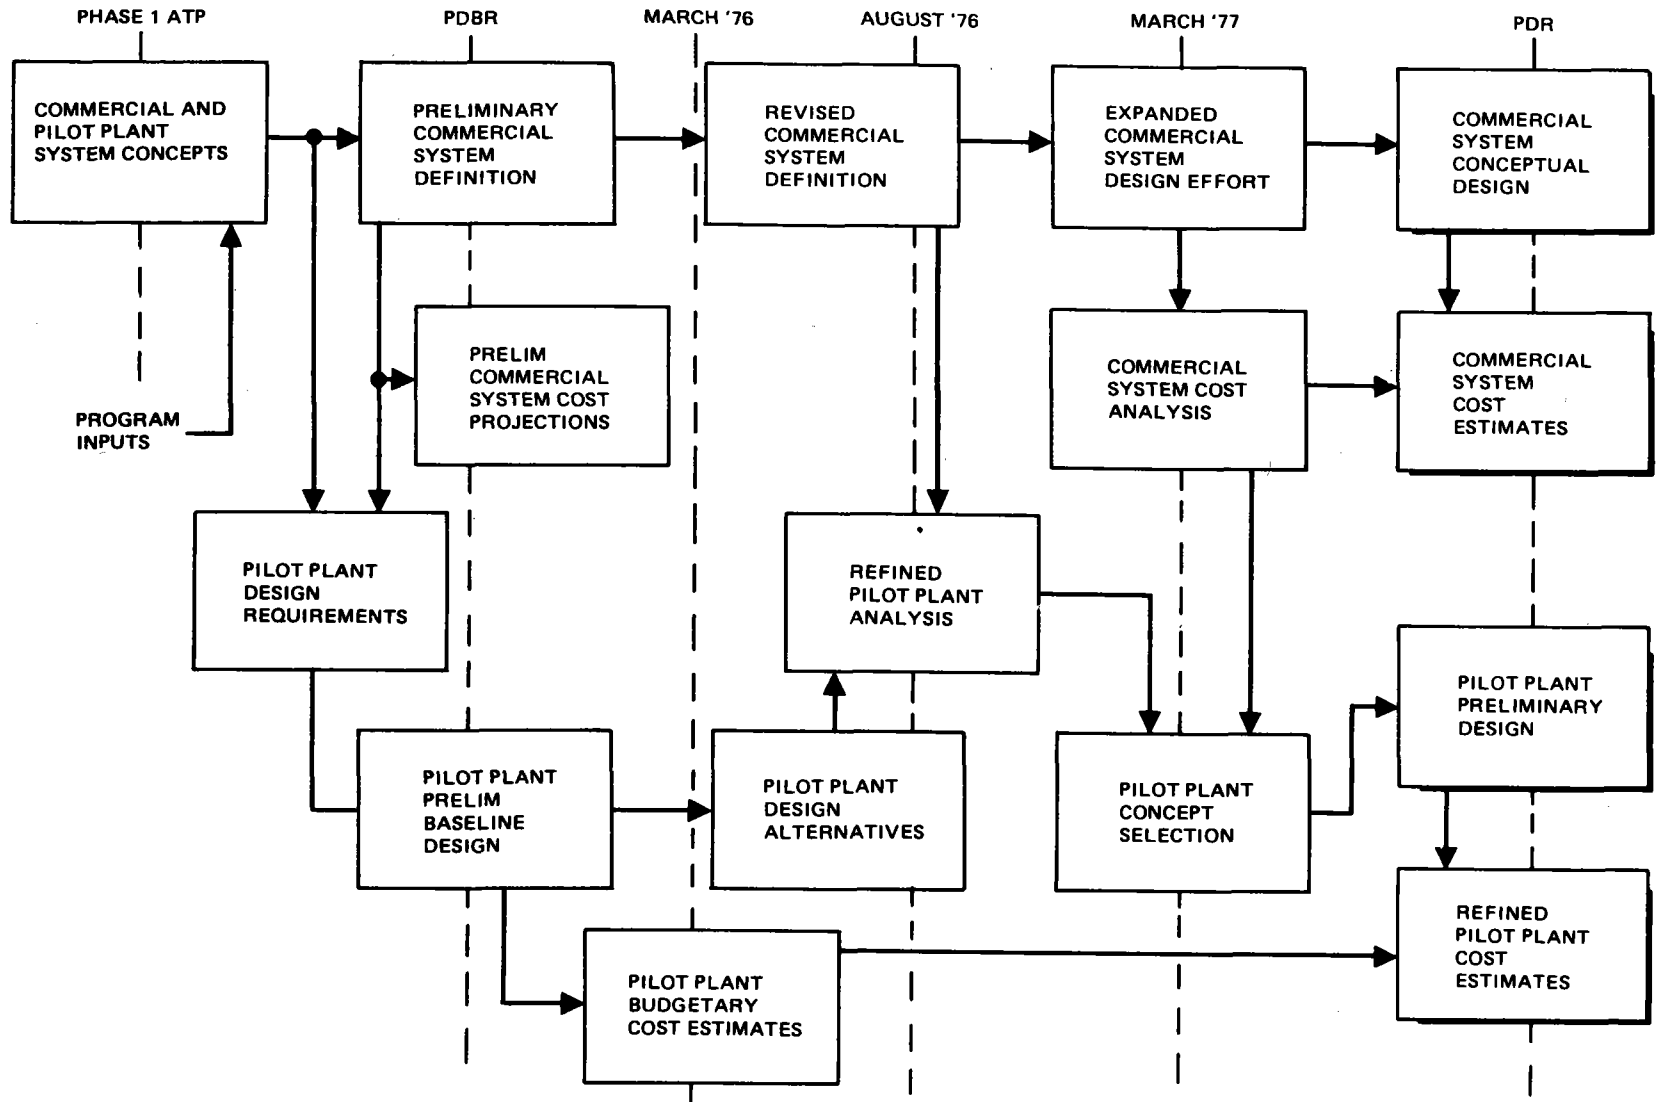 PHASE 1 ATP
PDBR
MARCH '76
AUGUST '76
MARCH '77
PDR
COMMERCIAL AND
PILOT PLANT
SYSTEM CONCEPTS
PRELIMINARY
COMMERCIAL
SYSTEM
DEFINITION
REVISED
COMMERCIAL
SYSTEM
DEFINITION
EXPANDED
COMMERCIAL
SYSTEM
DESIGN EFFORT
COMMERCIAL
SYSTEM
CONCEPTUAL
DESIGN
PROGRAM
INPUTS
PRELIM
COMMERCIAL
SYSTEM COST
PROJECTIONS
COMMERCIAL
SYSTEM COST
ANALYSIS
COMMERCIAL
SYSTEM
COST
ESTIMATES
PILOT PLANT
DESIGN
REQUIREMENTS
REFINED
PILOT PLANT
ANALYSIS
PILOT PLANT
PRELIM
BASELINE
DESIGN
PILOT PLANT
DESIGN
ALTERNATIVES
PILOT PLANT
CONCEPT
SELECTION
PILOT PLANT
PRELIMINARY
DESIGN
PILOT PLANT
BUDGETARY
COST ESTIMATES
REFINED
PILOT PLANT
COST
ESTIMATES